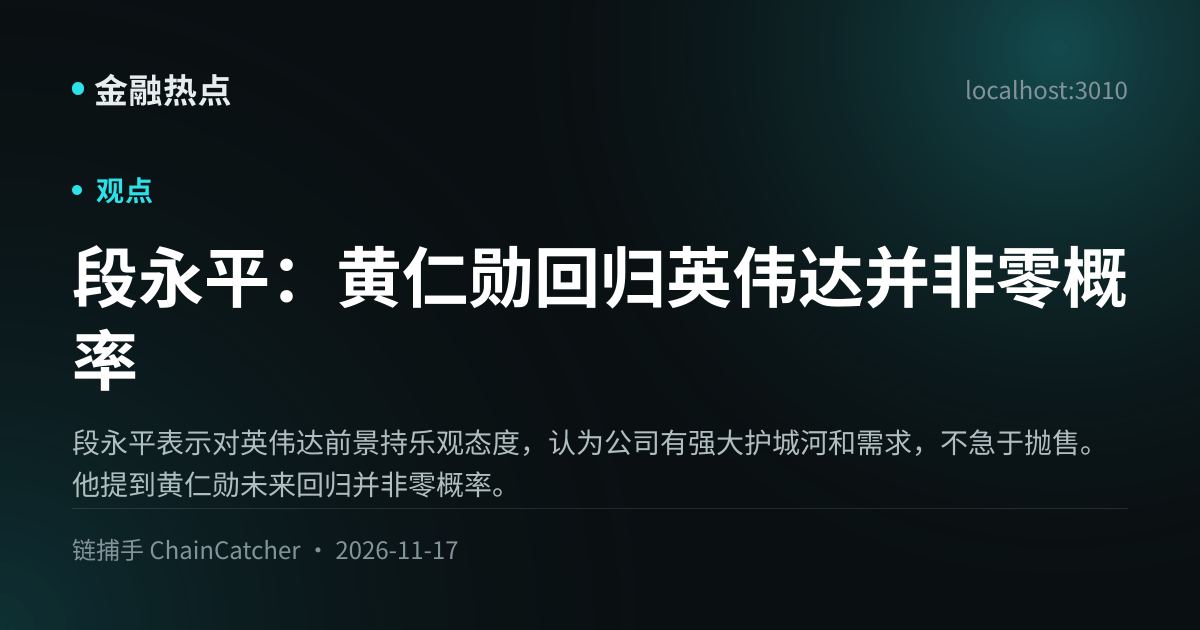 金融热点
localhost:3010
观点
段永平：黄仁勋回归英伟达并非零概
率
段永平表示对英伟达前景持乐观态度，认为公司有强大护城河和需求，不急于抛售。
他提到黄仁勋未来回归并非零概率。
链捕手 ChainCatcher · 2026-11-17